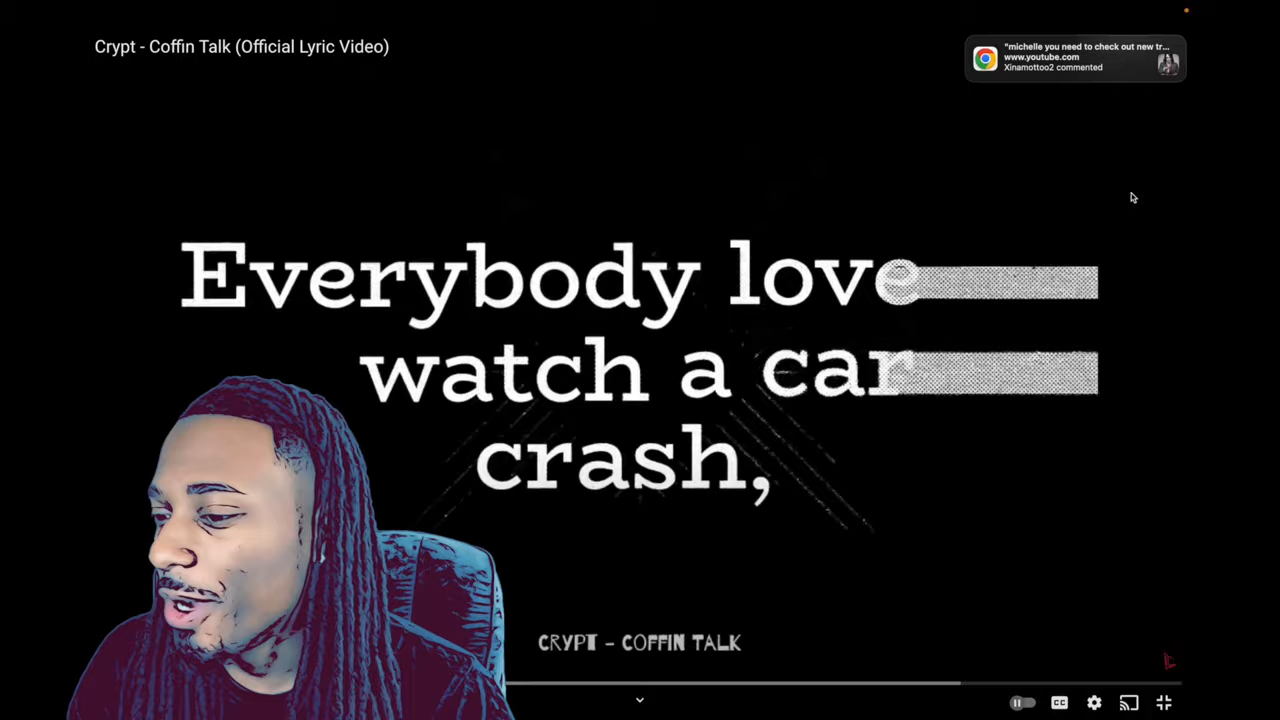 Crypt - Coffin Talk (Official Lyric Video)
"michelle you need to check out new tr...
www.youtube.com
Xinamottoo2 commented
Everybody love
watch a car
crash,
CRYPT - COFFIN TALK
CC